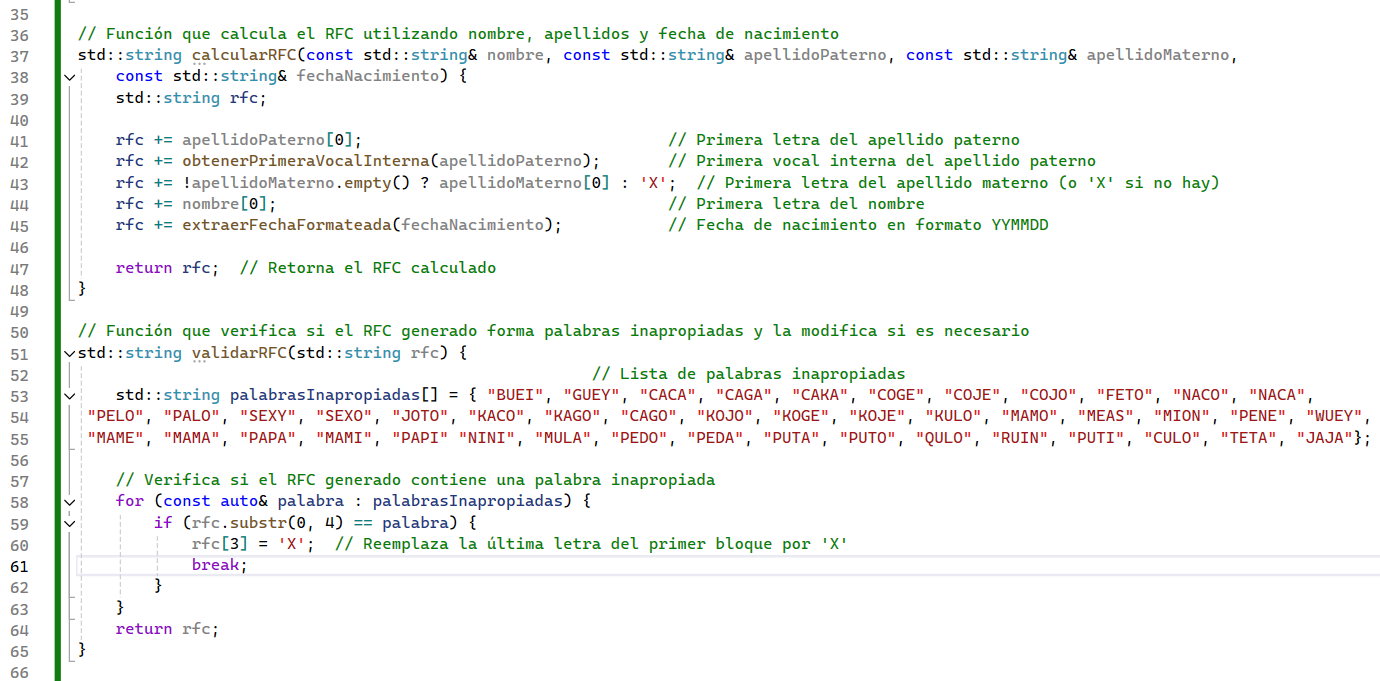 35
36 // Función que calcula el RFC utilizando nombre, apellidos y fecha de nacimiento
37 std::string calcularRFC(const std::string& nombre, const std::string& apellidoPaterno, const std::string& apellidoMaterno,
38 const std::string& fechaNacimiento) {
39 std::string rfc;
40
41 rfc += apellidoPaterno[0]; // Primera letra del apellido paterno
42 rfc += obtenerPrimeraVocalInterna(apellidoPaterno); // Primera vocal interna del apellido paterno
43 rfc += !apellidoMaterno.empty() ? apellidoMaterno[0] : 'X'; // Primera letra del apellido materno (o 'X' si no hay)
44 rfc += nombre[0]; // Primera letra del nombre
45 rfc += extraerFechaFormateada(fechaNacimiento); // Fecha de nacimiento en formato YYMMDD
46
47 return rfc; // Retorna el RFC calculado
48 }
49
50 // Función que verifica si el RFC generado forma palabras inapropiadas y la modifica si es necesario
51 std::string validarRFC(std::string rfc) {
52 // Lista de palabras inapropiadas
53 std::string palabrasInapropiadas[] = { "BUEI", "GUEY", "CACA", "CAGA", "CAKA", "COGE", "COJE", "COJO", "FETO", "NACO", "NACA",
54 "PELO", "PALO", "SEXY", "SEXO", "JOTO", "KACO", "KAGO", "CAGO", "KOJO", "KOGE", "KOJE", "KULO", "MAMO", "MEAS", "MION", "PENE", "WUEY",
55 "MAME", "MAMA", "PAPA", "MAMI", "PAPI" "NINI", "MULA", "PEDO", "PEDA", "PUTA", "PUTO", "QULO", "RUIN", "PUTI", "CULO", "TETA", "JAJA"};
56
57 // Verifica si el RFC generado contiene una palabra inapropiada
58 for (const auto& palabra : palabrasInapropiadas) {
59 if (rfc.substr(0, 4) == palabra) {
60 rfc[3] = 'X'; // Reemplaza la última letra del primer bloque por 'X'
61 break;
62 }
63 }
64 return rfc;
65 }
66